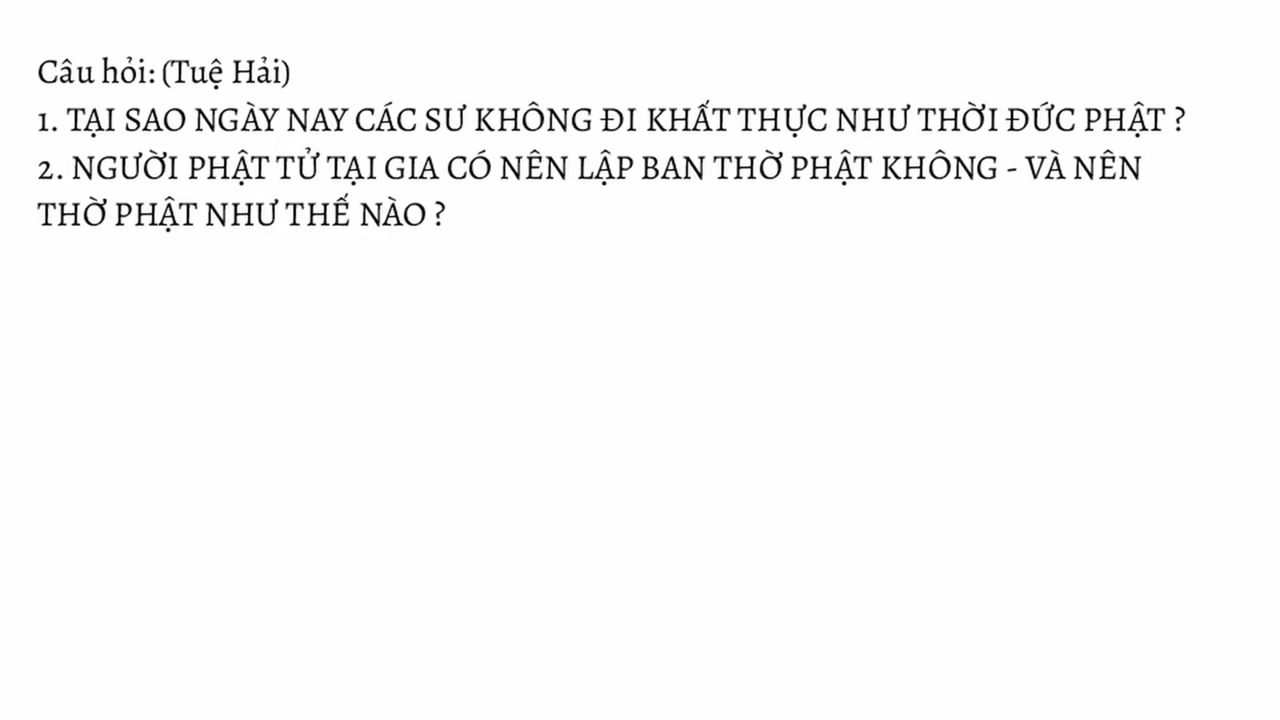 Câu hỏi: (Tuệ Hải)
1. TẠI SAO NGÀY NAY CÁC SƯ KHÔNG ĐI KHẤT THỰC NHƯ THỜI ĐỨC PHẬT ?
2. NGƯỜI PHẬT TỬ TẠI GIA CÓ NÊN LẬP BAN THỜ PHẬT KHÔNG - VÀ NÊN
THỜ PHẬT NHƯ THẾ NÀO ?